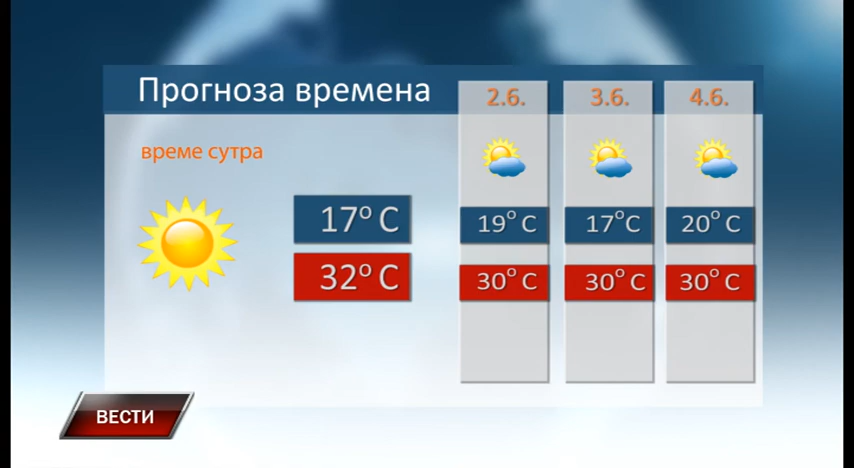 Прогноза времена
време сутра
17° C
32° C
2.6.
19° C
30° C
3.6.
17°C
30° C
4.6.
20° C
30° C
ВЕСТИ